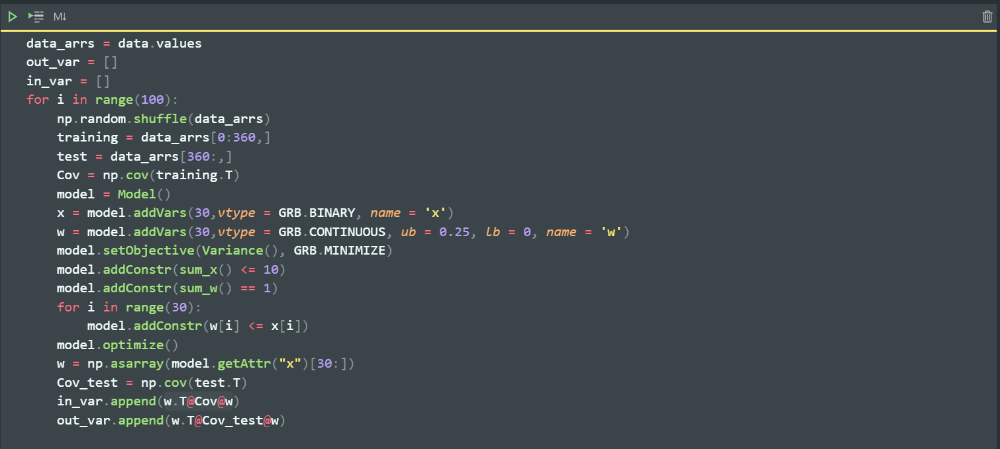 M↓
data_arrs = data.values
out_var = []
in_var = []
for i in range(100):
    np.random.shuffle(data_arrs)
    training = data_arrs[0:360,]
    test = data_arrs[360:,]
    Cov = np.cov(training.T)
    model = Model()
    x = model.addVars(30,vtype = GRB.BINARY, name = 'x')
    w = model.addVars(30,vtype = GRB.CONTINUOUS, ub = 0.25, lb = 0, name = 'w')
    model.setObjective(Variance(), GRB.MINIMIZE)
    model.addConstr(sum_x() <= 10)
    model.addConstr(sum_w() == 1)
    for i in range(30):
        model.addConstr(w[i] <= x[i])
    model.optimize()
    w = np.asarray(model.getAttr("x")[30:])
    Cov_test = np.cov(test.T)
    in_var.append(w.T@Cov@w)
    out_var.append(w.T@Cov_test@w)